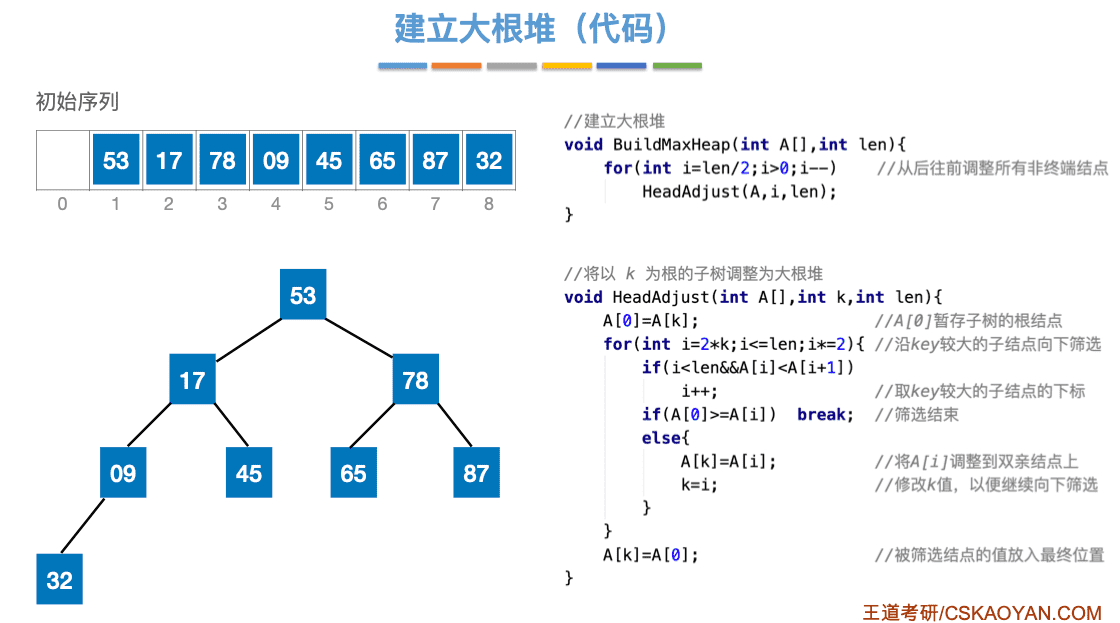 建立大根堆（代码）
初始序列
53 17 78 09 45 65 87 32
0 1 2 3 4 5 6 7 8
53
17 78
09 45 65 87
32
//建立大根堆
void BuildMaxHeap(int A[],int len){
    for(int i=len/2;i>0;i--)    //从后往前调整所有非终端结点
        HeadAdjust(A,i,len);
}
//将以 k 为根的子树调整为大根堆
void HeadAdjust(int A[],int k,int len){
    A[0]=A[k];    //A[0]暂存子树的根结点
    for(int i=2*k;i<=len;i*=2){ //沿key较大的子结点向下筛选
        if(i<len&&A[i]<A[i+1])
            i++;    //取key较大的子结点的下标
        if(A[0]>=A[i])  break;  //筛选结束
        else{
            A[k]=A[i];    //将A[i]调整到双亲结点上
            k=i;    //修改k值，以便继续向下筛选
        }
    }
    A[k]=A[0];    //被筛选结点的值放入最终位置
}
王道考研/CSKAOYAN.COM